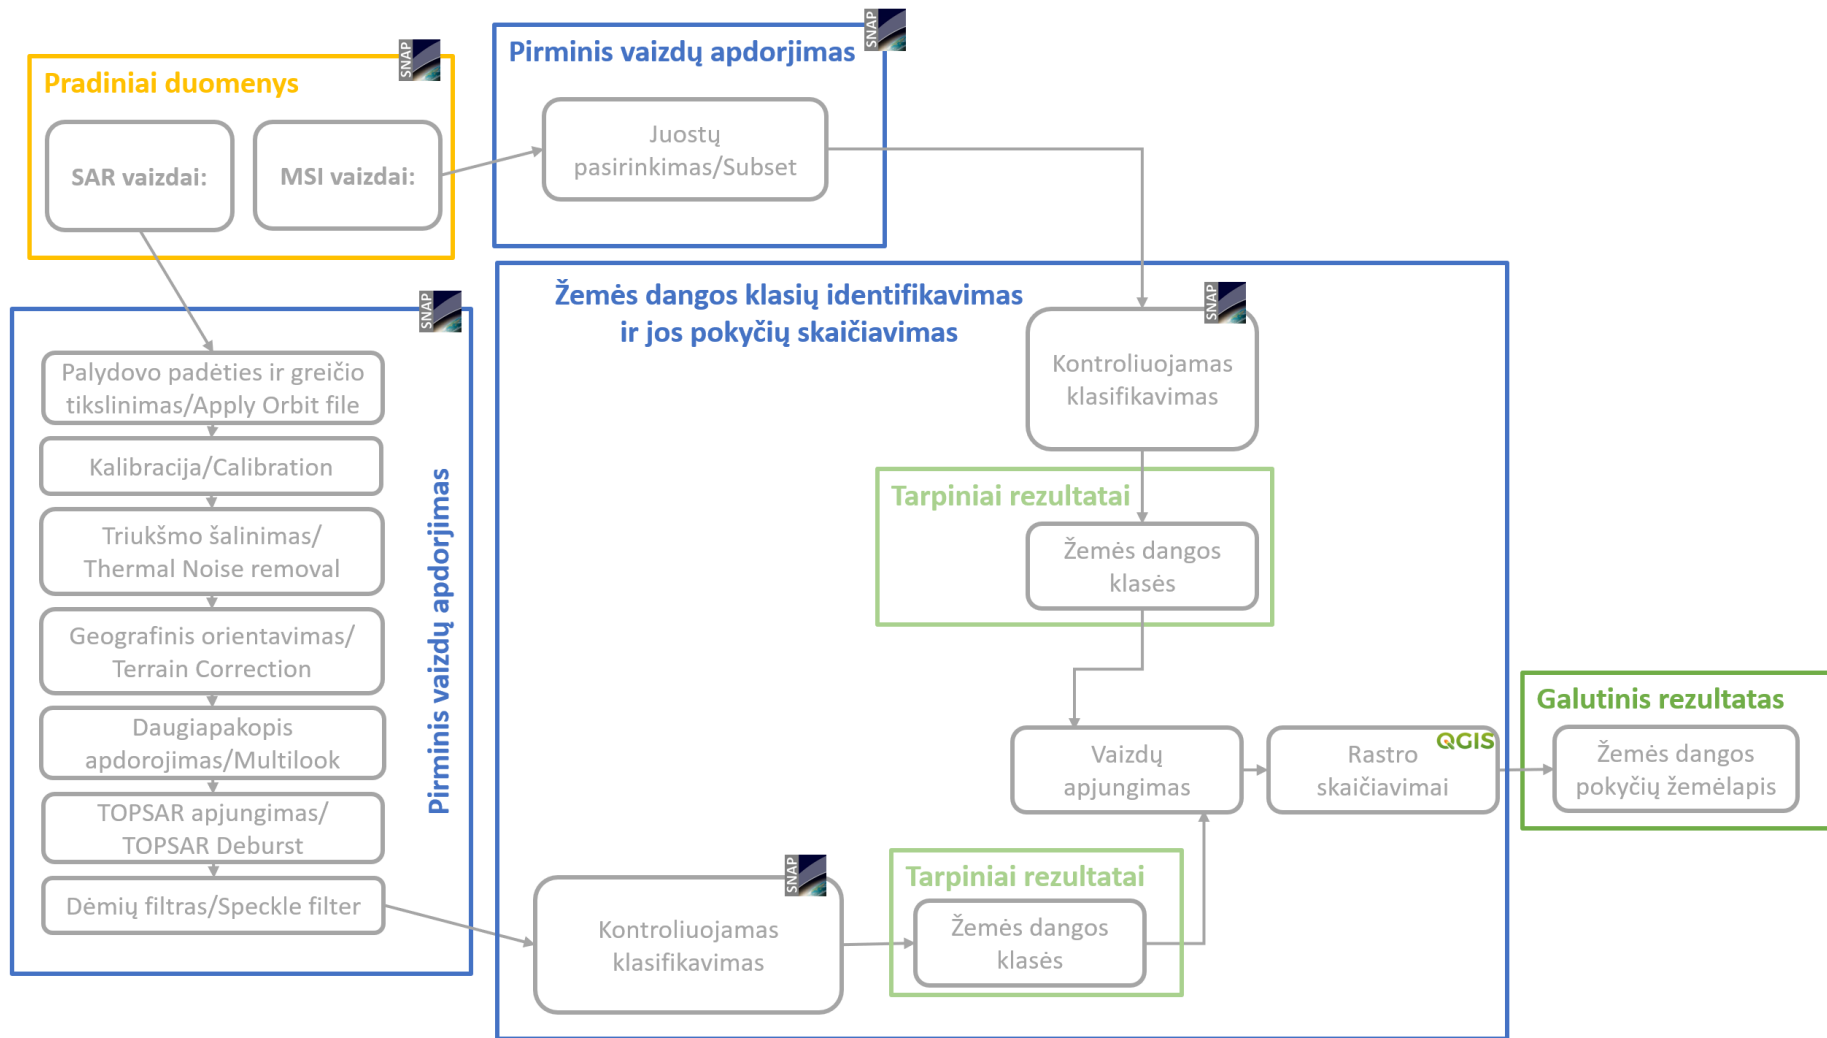 SNAP
Pradiniai duomenys
SAR vaizdai:
MSI vaizdai:
SNAP
Pirminis vaizdų apdorjimas
Juostų
pasirinkimas/Subset
SNAP
Palydovo padėties ir greičio
tikslinimas/Apply Orbit file
Kalibracija/Calibration
Triukšmo šalinimas/
Thermal Noise removal
Geografinis orientavimas/
Terrain Correction
Daugiapakopis
apdorojimas/Multilook
TOPSAR apjungimas/
TOPSAR Deburst
Dėmių filtras/Speckle filter
Pirminis vaizdų apdorjimas
Žemės dangos klasių identifikavimas
ir jos pokyčių skaičiavimas
SNAP
Kontroliuojamas
klasifikavimas
Tarpiniai rezultatai
Žemės dangos
klasės
Vaizdų
apjungimas
QGIS
Rastro
skaičiavimai
SNAP
Kontroliuojamas
klasifikavimas
Tarpiniai rezultatai
Žemės dangos
klasės
Galutinis rezultatas
Žemės dangos
pokyčių žemėlapis